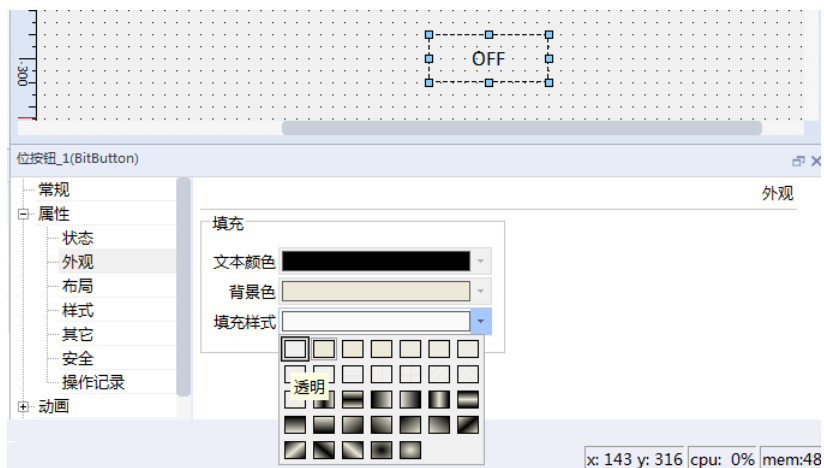 OFF
-300
位按钮_1(BitButton)
常规
属性
状态
外观
布局
样式
其它
安全
操作记录
动画
外观
填充
文本颜色
背景色
填充样式
透明
x: 143 y: 316 cpu: 0% mem:48